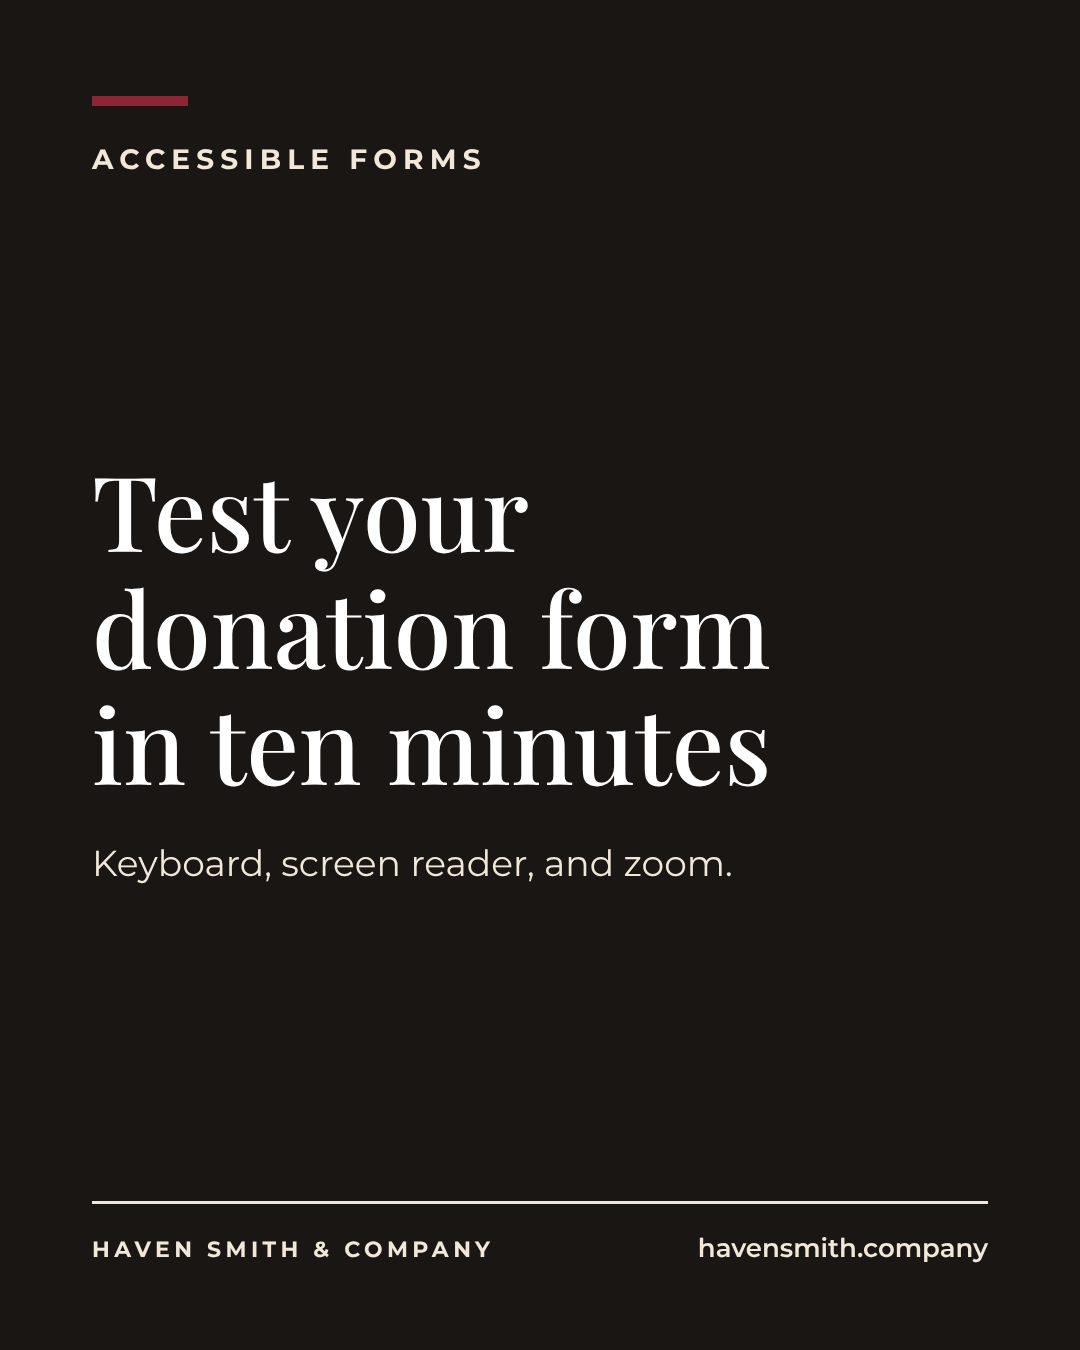 ACCESSIBLE FORMS
Test your
donation form
in ten minutes
Keyboard, screen reader, and zoom.
HAVEN SMITH & COMPANY
havensmith.company